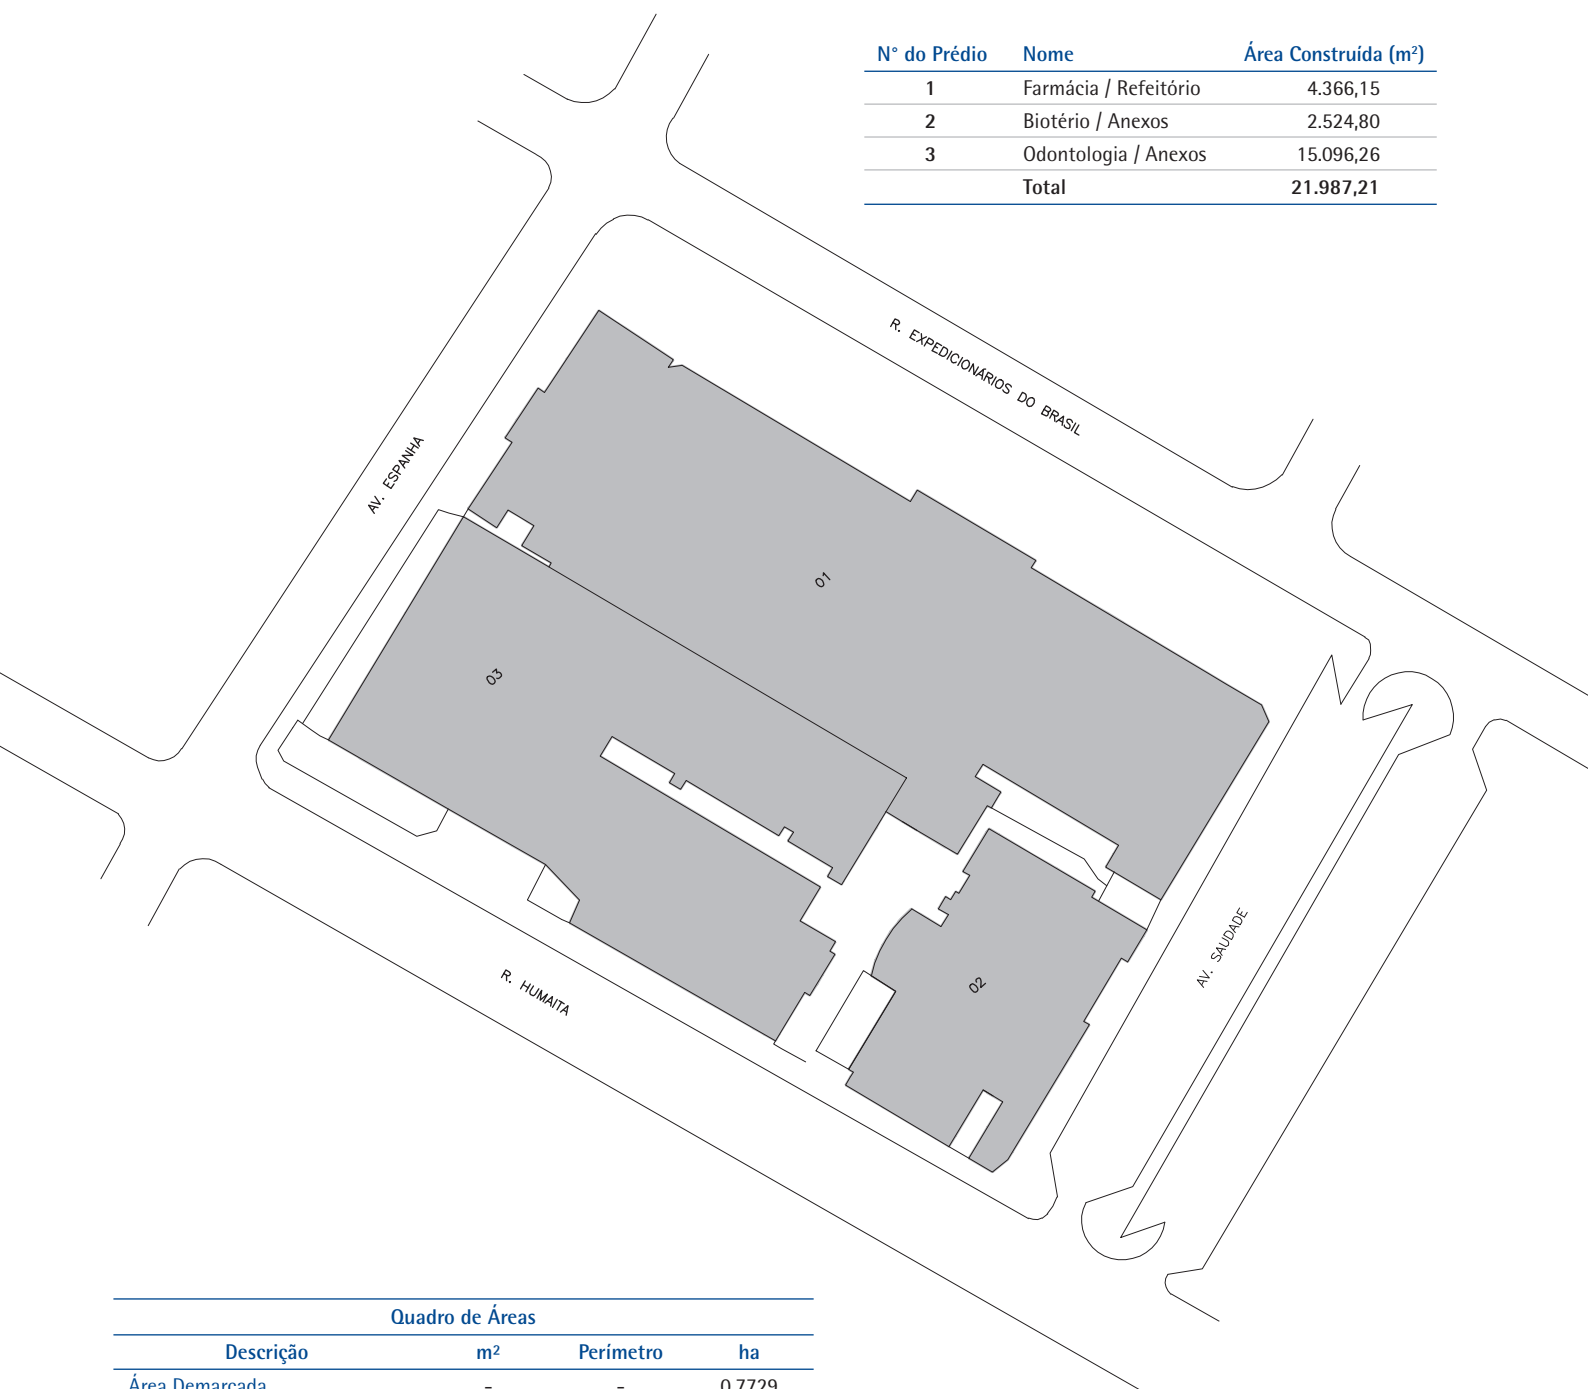 N° do Prédio Nome Área Construída (m²)
1 Farmácia / Refeitório 4.366,15
2 Biotério / Anexos 2.524,80
3 Odontologia / Anexos 15.096,26
Total 21.987,21
R. EXPEDICIONÁRIOS DO BRASIL
AV. ESPANHA
01
03
02
AV. SAUDADE
R. HUMAITA
Quadro de Áreas
Descrição m² Perímetro ha
Área Demarcada - - 0,7729